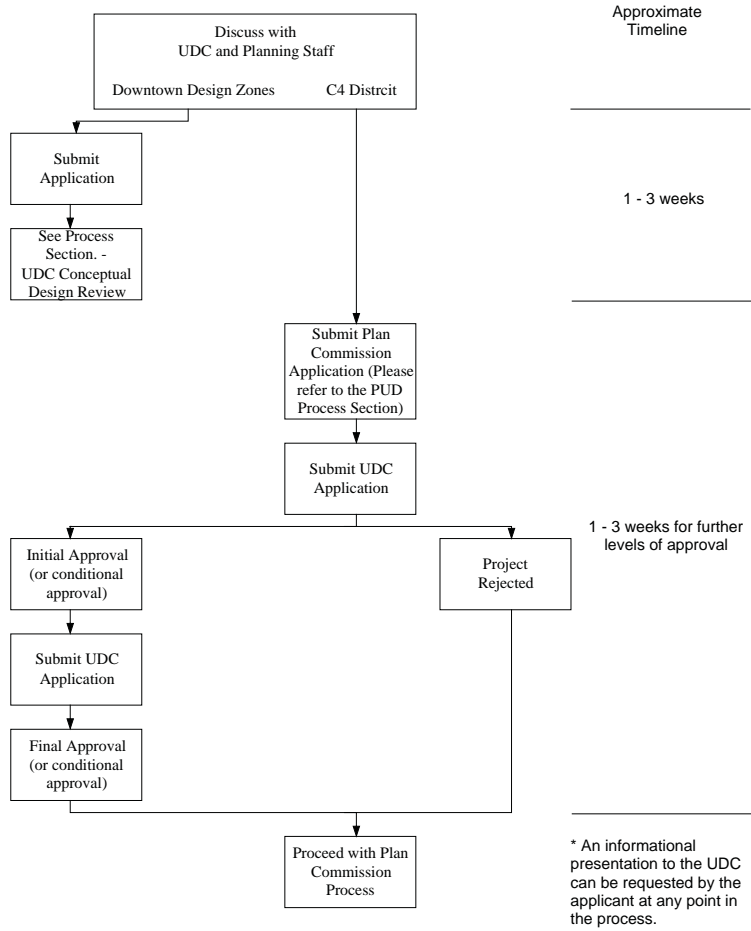 Approximate
Timeline
Discuss with
UDC and Planning Staff
Downtown Design Zones C4 Distrcit
Submit
Application
1 - 3 weeks
See Process
Section. -
UDC Conceptual
Design Review
Submit Plan
Commission
Application (Please
refer to the PUD
Process Section)
Submit UDC
Application
1 - 3 weeks for further
levels of approval
Initial Approval
(or conditional
approval)
Project
Rejected
Submit UDC
Application
Final Approval
(or conditional
approval)
Proceed with Plan
Commission
Process
* An informational
presentation to the UDC
can be requested by the
applicant at any point in
the process.